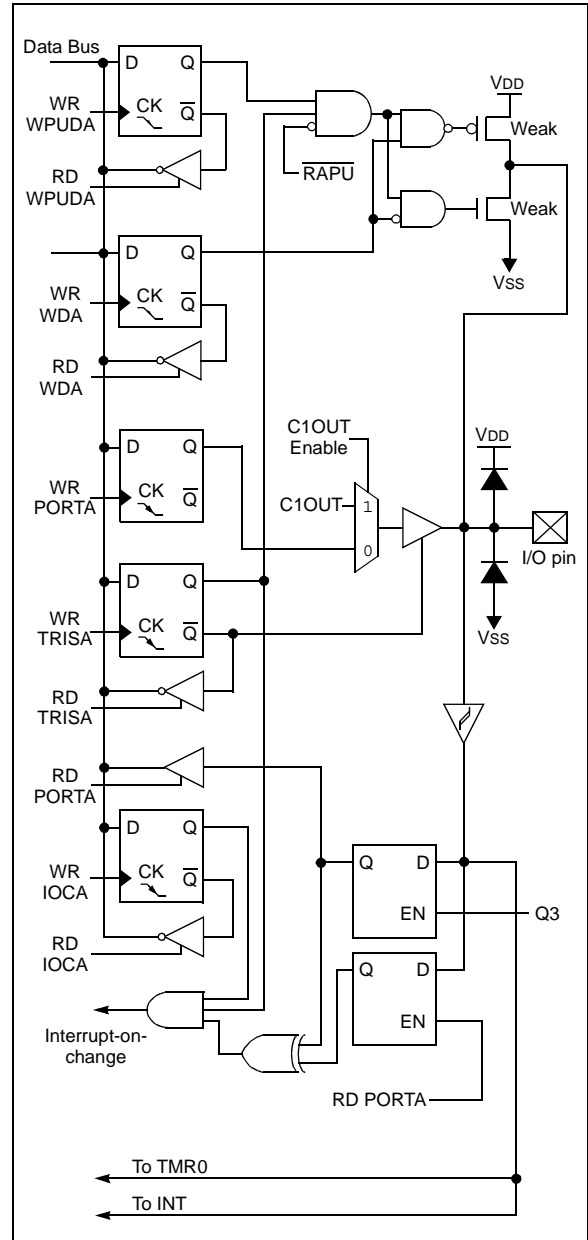 Data Bus
D Q
WR
WPUDA
CK Q
RD
WPUDA
RAPU
VDD
Weak
Weak
VSS
D Q
WR
WDA
CK Q
RD
WDA
D Q
WR
PORTA
CK Q
C1OUT
Enable
C1OUT
1
0
VDD
I/O pin
VSS
D Q
WR
TRISA
CK Q
RD
TRISA
RD
PORTA
D Q
WR
IOCA
CK Q
RD
IOCA
Q D
EN
Q3
Q D
EN
RD PORTA
Interrupt-on-
change
To TMR0
To INT